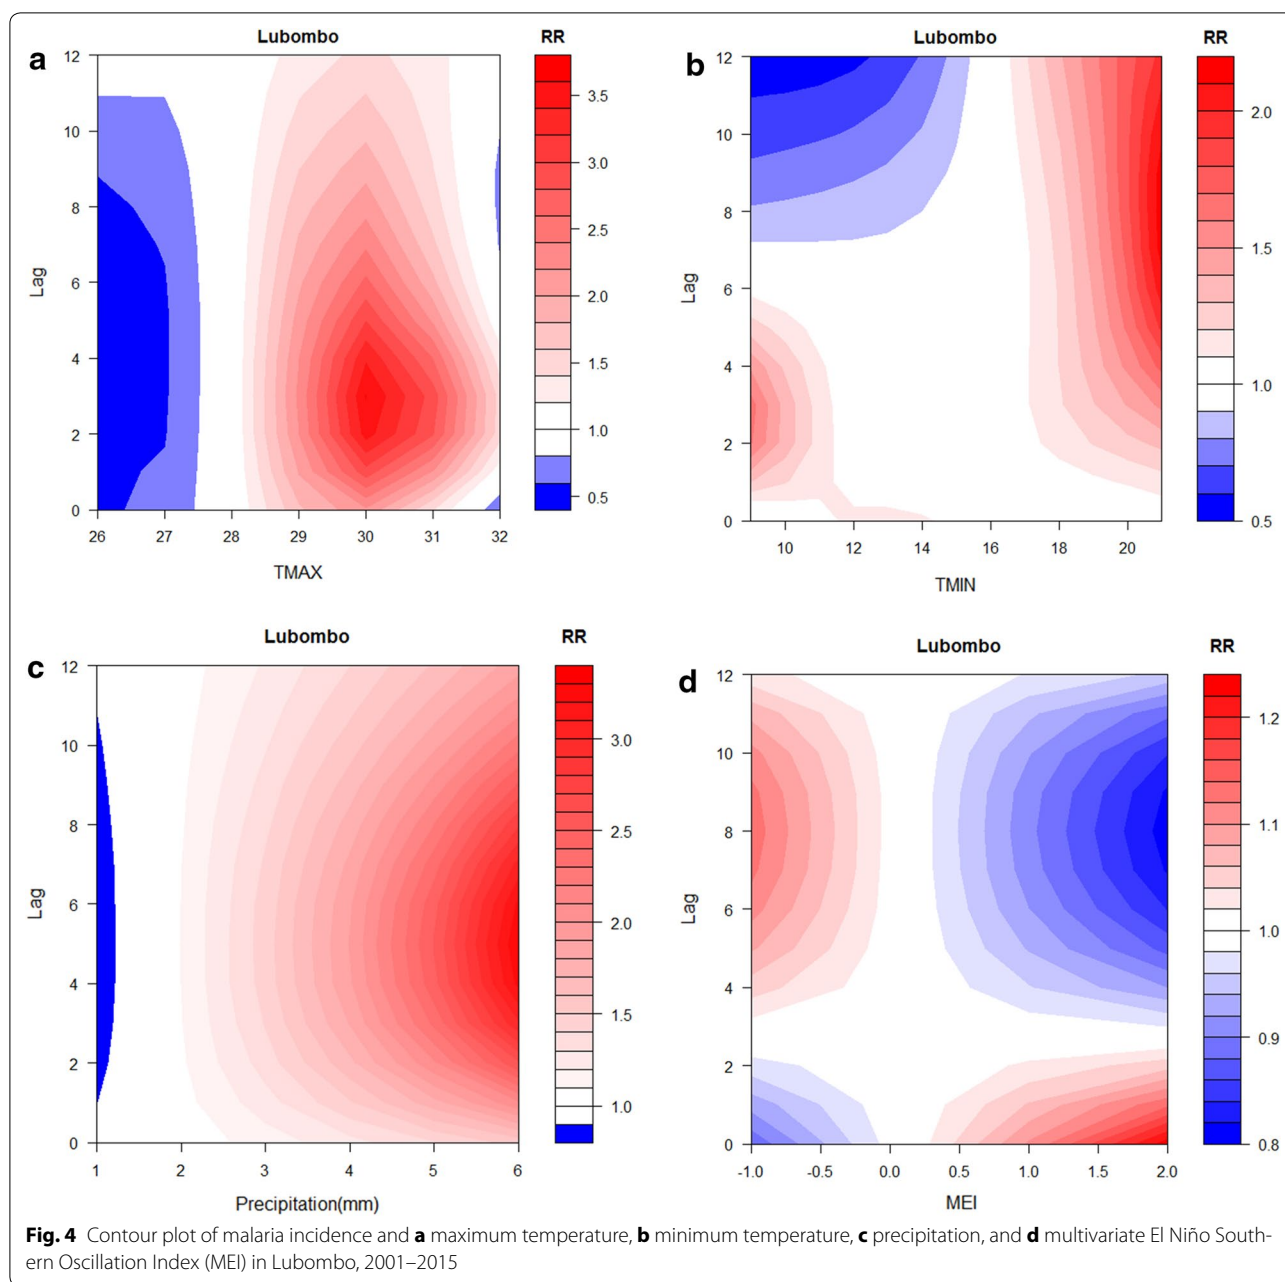 a
Lubombo
RR
12
10
8
6
4
2
0
Lag
26 27 28 29 30 31 32
TMAX
3.5
3.0
2.5
2.0
1.5
1.0
0.5
b
Lubombo
RR
12
10
8
6
4
2
0
Lag
10 12 14 16 18 20
TMIN
2.0
1.5
1.0
0.5
c
Lubombo
RR
12
10
8
6
4
2
0
Lag
1 2 3 4 5 6
Precipitation(mm)
3.0
2.5
2.0
1.5
1.0
d
Lubombo
RR
12
10
8
6
4
2
0
Lag
-1.0 -0.5 0.0 0.5 1.0 1.5 2.0
MEI
1.2
1.1
1.0
0.9
0.8
Fig. 4 Contour plot of malaria incidence and a maximum temperature, b minimum temperature, c precipitation, and d multivariate El Niño South-
ern Oscillation Index (MEI) in Lubombo, 2001–2015